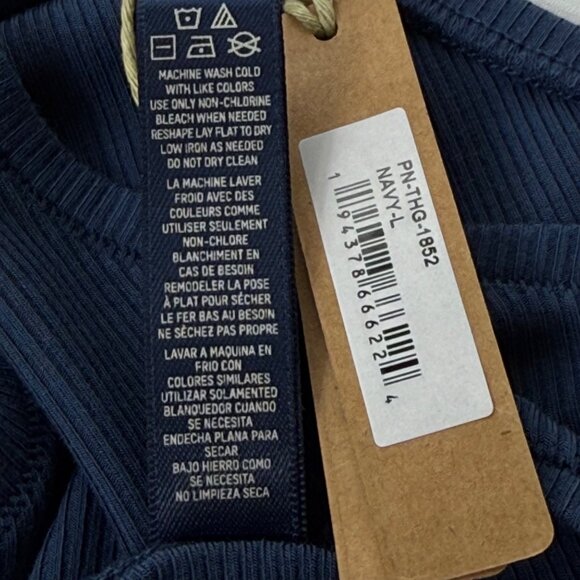 MACHINE WASH COLD
WITH LIKE COLORS
USE ONLY NON-CHLORINE
BLEACH WHEN NEEDED
RESHAPE LAY FLAT TO DRY
LOW IRON AS NEEDED
DO NOT DRY CLEAN
LA MACHINE LAVER
FROID AVEC DES
COULEURS COMME
UTILISER SEULEMENT
NON-CHLORE
BLANCHIMENT EN
CAS DE BESOIN
REMODELER LA POSE
À PLAT POUR SÉCHER
LE FER BAS AU BESOIN
NE SÈCHEZ PAS PROPRE
LAVAR A MAQUINA EN
FRIO CON
COLORES SIMILARES
UTILIZAR SOLAMENTED
BLANQUEDOR CUANDO
SE NECESITA
ENDECHA PLANA PARA
SECAR
BAJO HIERRO COMO
SE NECESITA
NO LIMPIEZA SECA
PN-THG-1852
NAVY-L
1 94378 66622 4